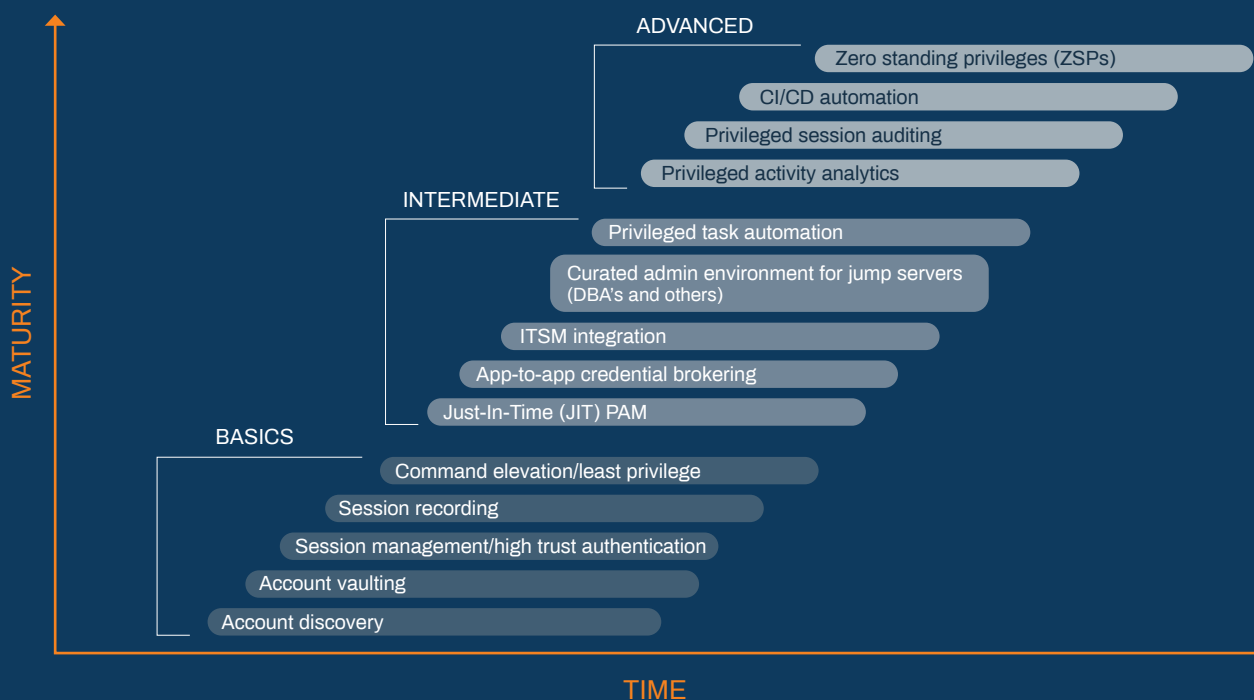 ADVANCED
Zero standing privileges (ZSPs)
CI/CD automation
Privileged session auditing
Privileged activity analytics
INTERMEDIATE
Privileged task automation
Curated admin environment for jump servers
(DBA's and others)
ITSM integration
App-to-app credential brokering
Just-In-Time (JIT) PAM
BASICS
Command elevation/least privilege
Session recording
Session management/high trust authentication
Account vaulting
Account discovery
MATURITY
TIME